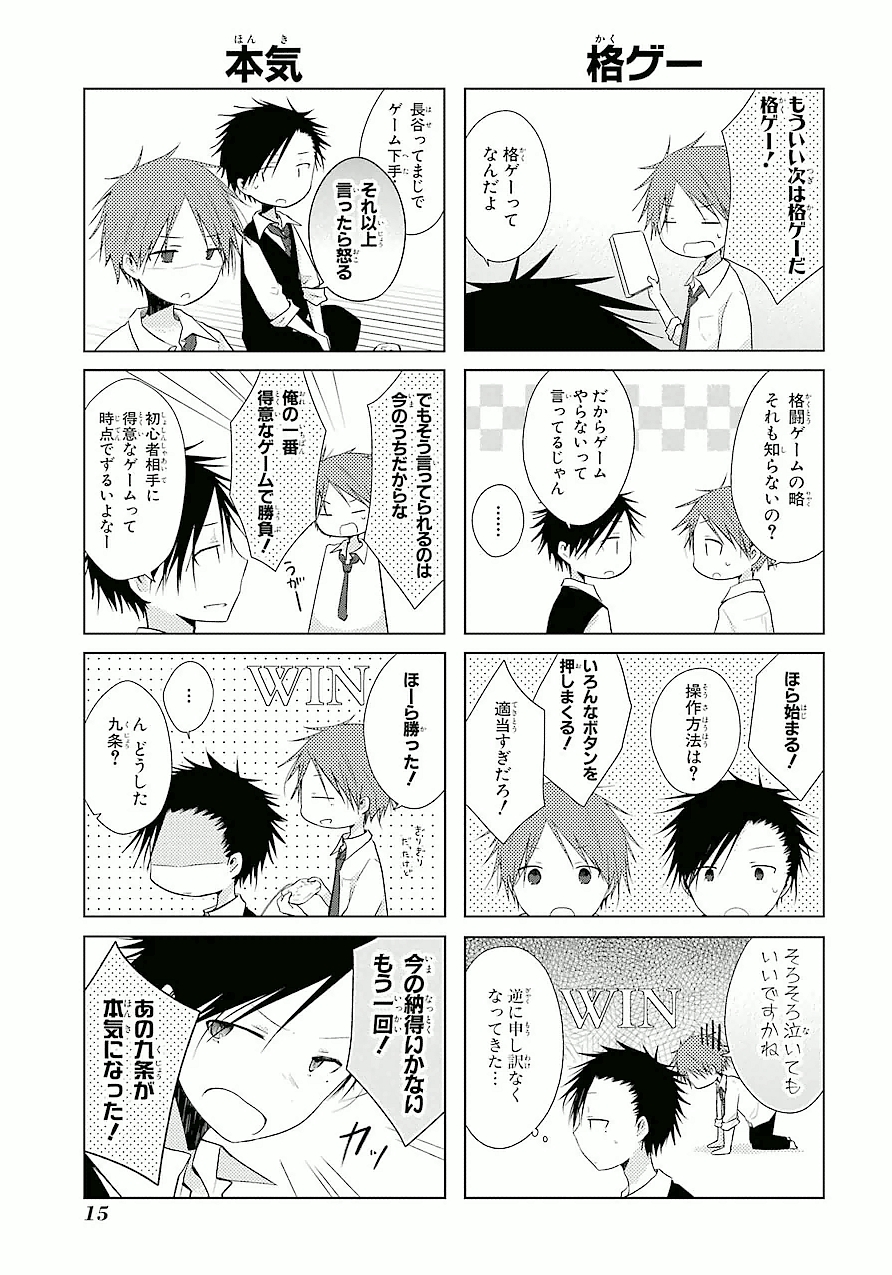 格ゲー
もういい次は格ゲーだ
格ゲー！
格ゲーって
なんだよ
格闘ゲームの略
それも知らないの？
だからゲーム
やらないって
言ってるじゃん
……
ほら始まる！
操作方法は？
いろんなボタンを
押しまくる！
適当すぎだろ！
そろそろ泣いても
いいですかね
WIN
逆に申し訳なく
なってきた…
本気
長谷ってまじで
ゲーム下手
それ以上
言ったら怒る
でもそう言ってられるのは
今のうちだからな
俺の一番
得意なゲームで勝負！
うがー
初心者相手に
得意なゲームって
時点でずるいよなー
ほーら勝った！
WIN
ぎりぎり
だったけど
…
ん どうした
九条？
今の納得いかない
もう一回！
ガッ
あの九条が
本気になった！
15